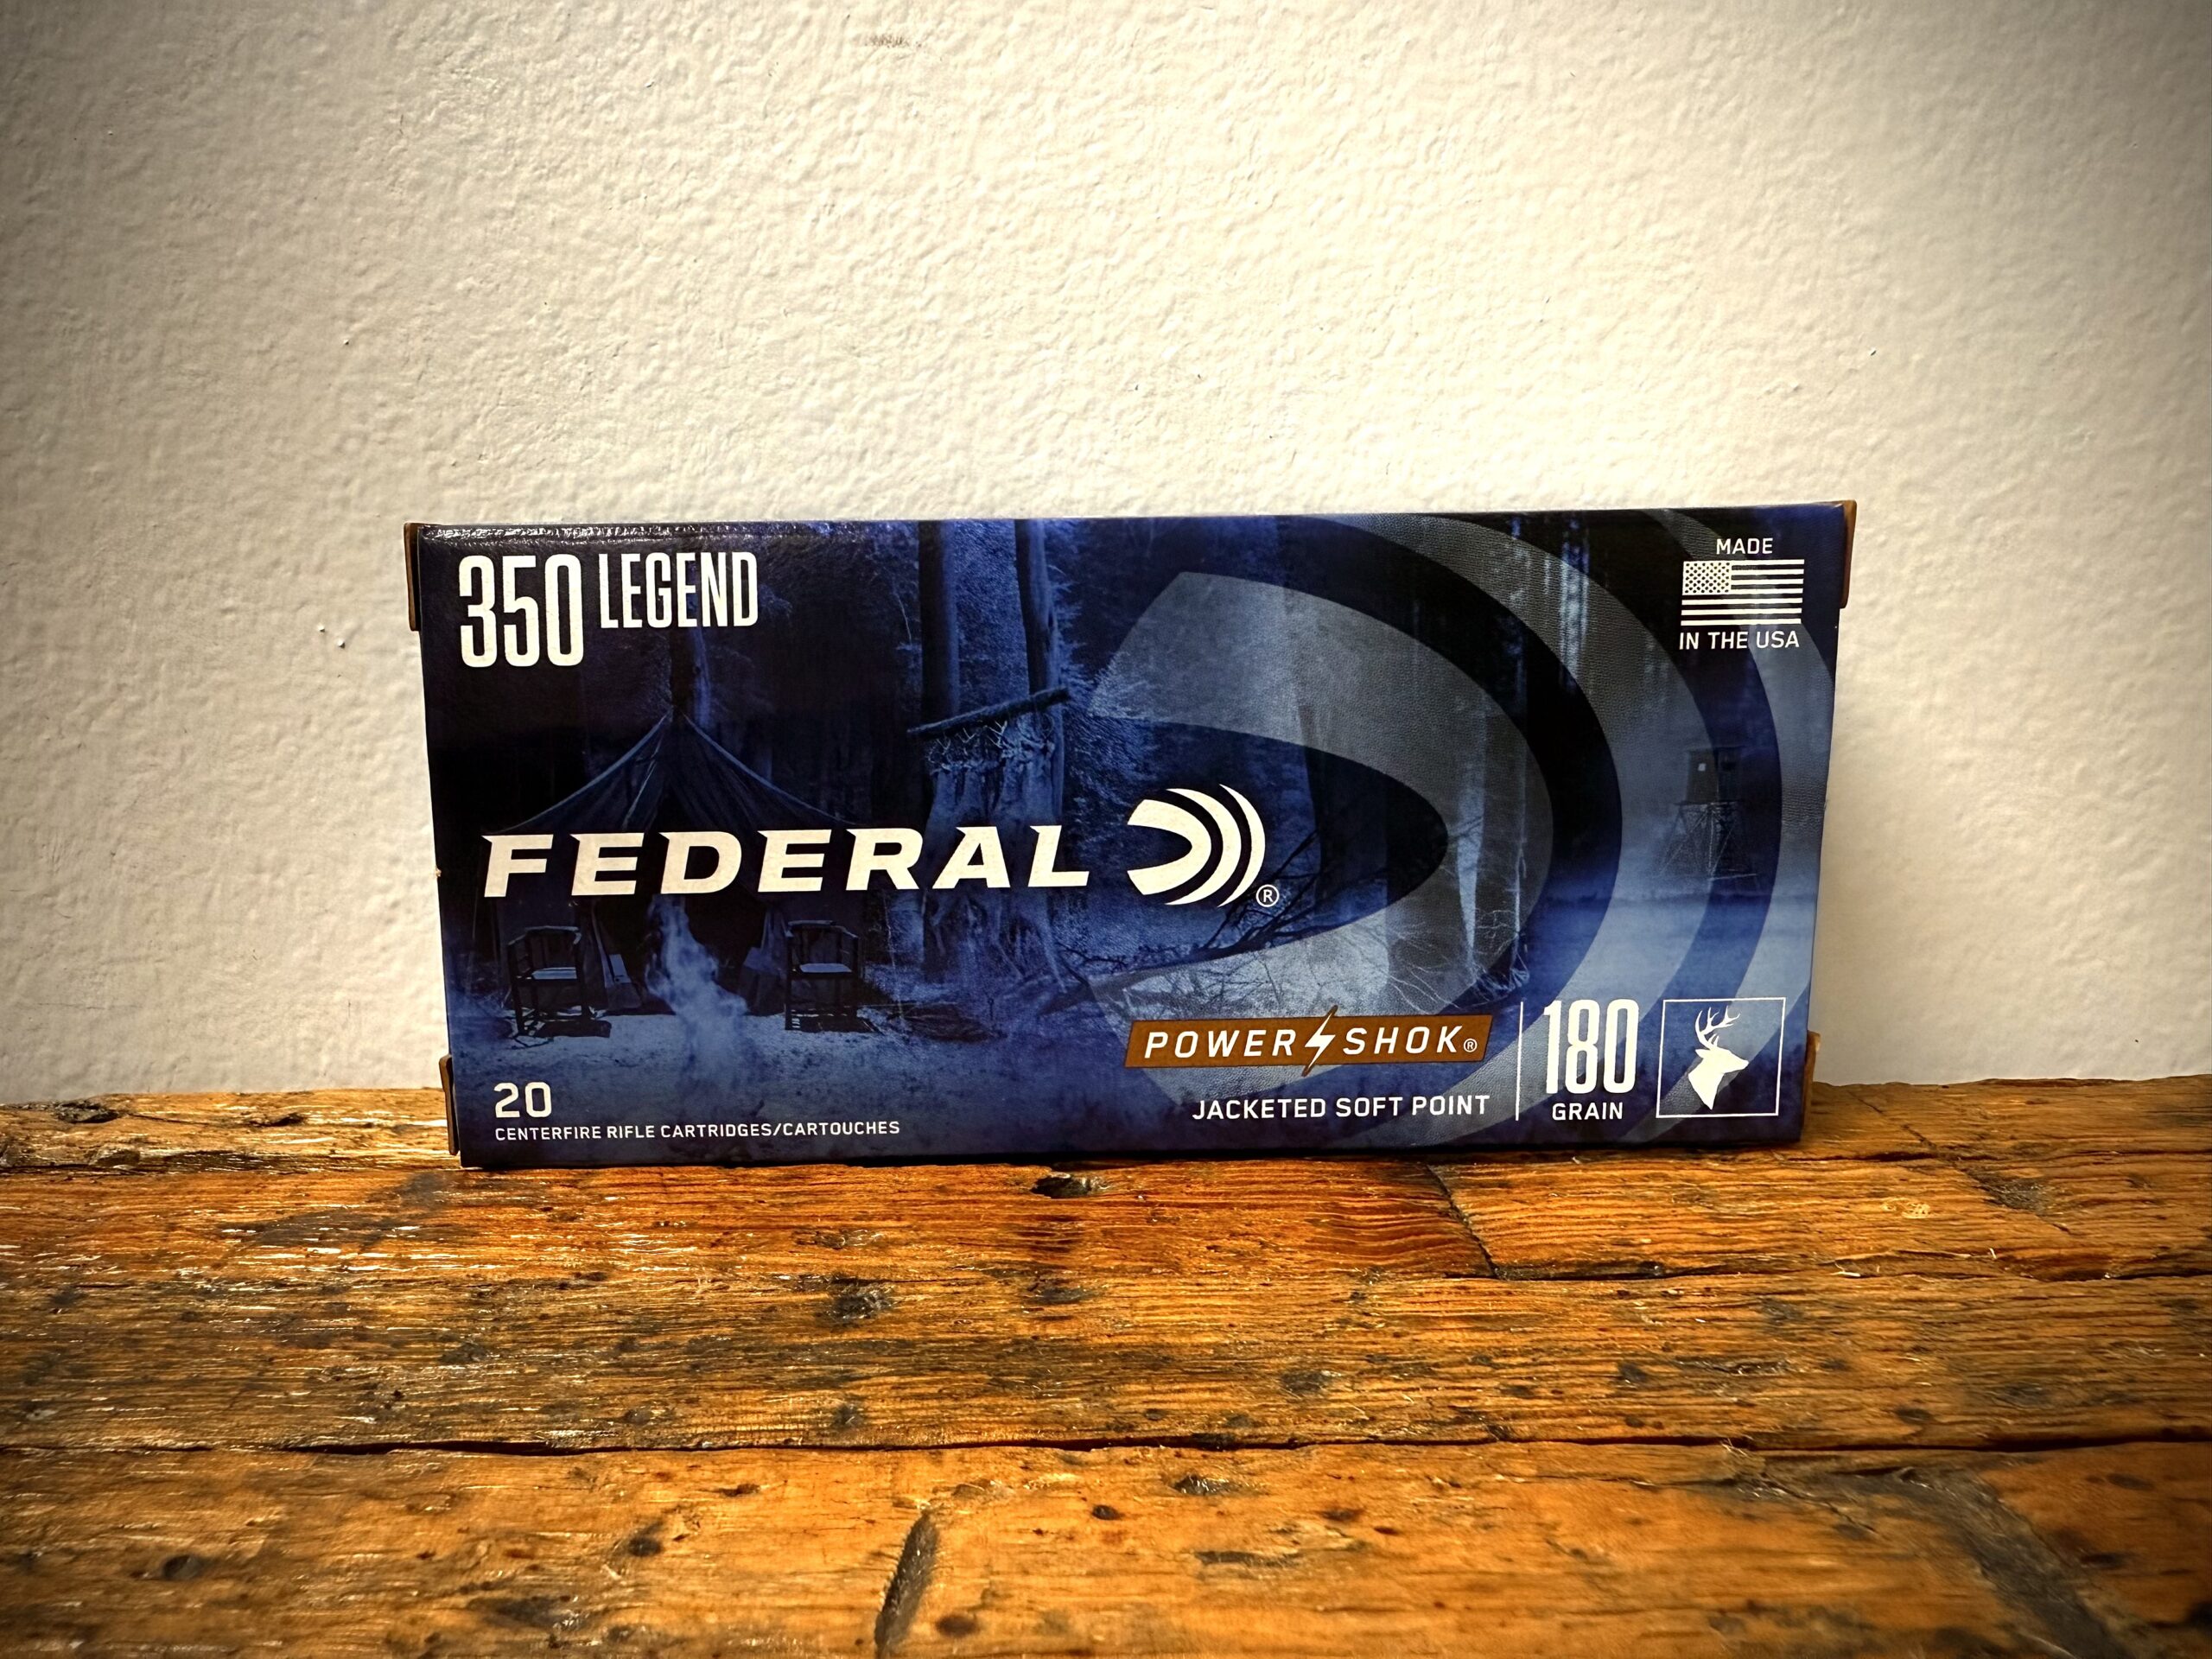 350 LEGEND
MADE
IN THE USA
FEDERAL ®
POWER SHOK®
JACKETED SOFT POINT
180
GRAIN
20
CENTERFIRE RIFLE CARTRIDGES/CARTOUCHES